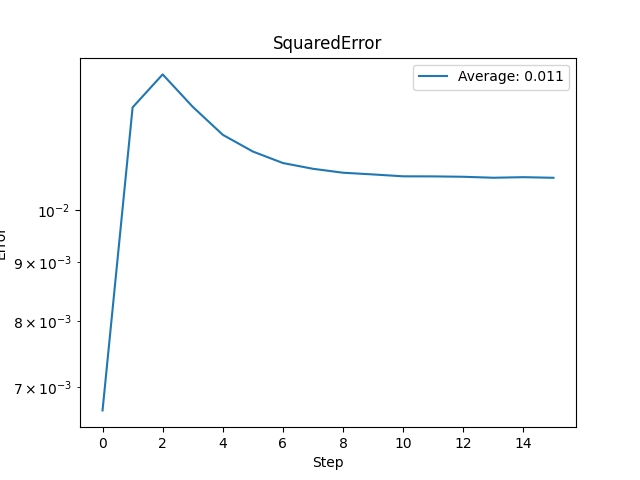 SquaredError
Average: 0.011
10⁻²
9 × 10⁻³
8 × 10⁻³
7 × 10⁻³
Error
0 2 4 6 8 10 12 14
Step